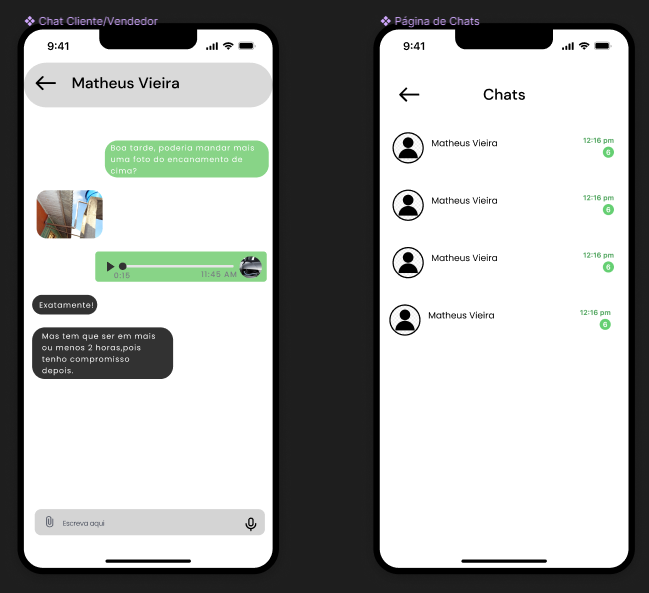 Chat Cliente/Vendedor
9:41
Matheus Vieira
Boa tarde, poderia mandar mais
uma foto do encanamento de
cima?
0:15
11:45 AM
Exatamente!
Mas tem que ser em mais
ou menos 2 horas,pois
tenho compromisso
depois.
Escreva aqui
Página de Chats
9:41
Chats
Matheus Vieira
12:16 pm
6
Matheus Vieira
12:16 pm
6
Matheus Vieira
12:16 pm
6
Matheus Vieira
12:16 pm
6